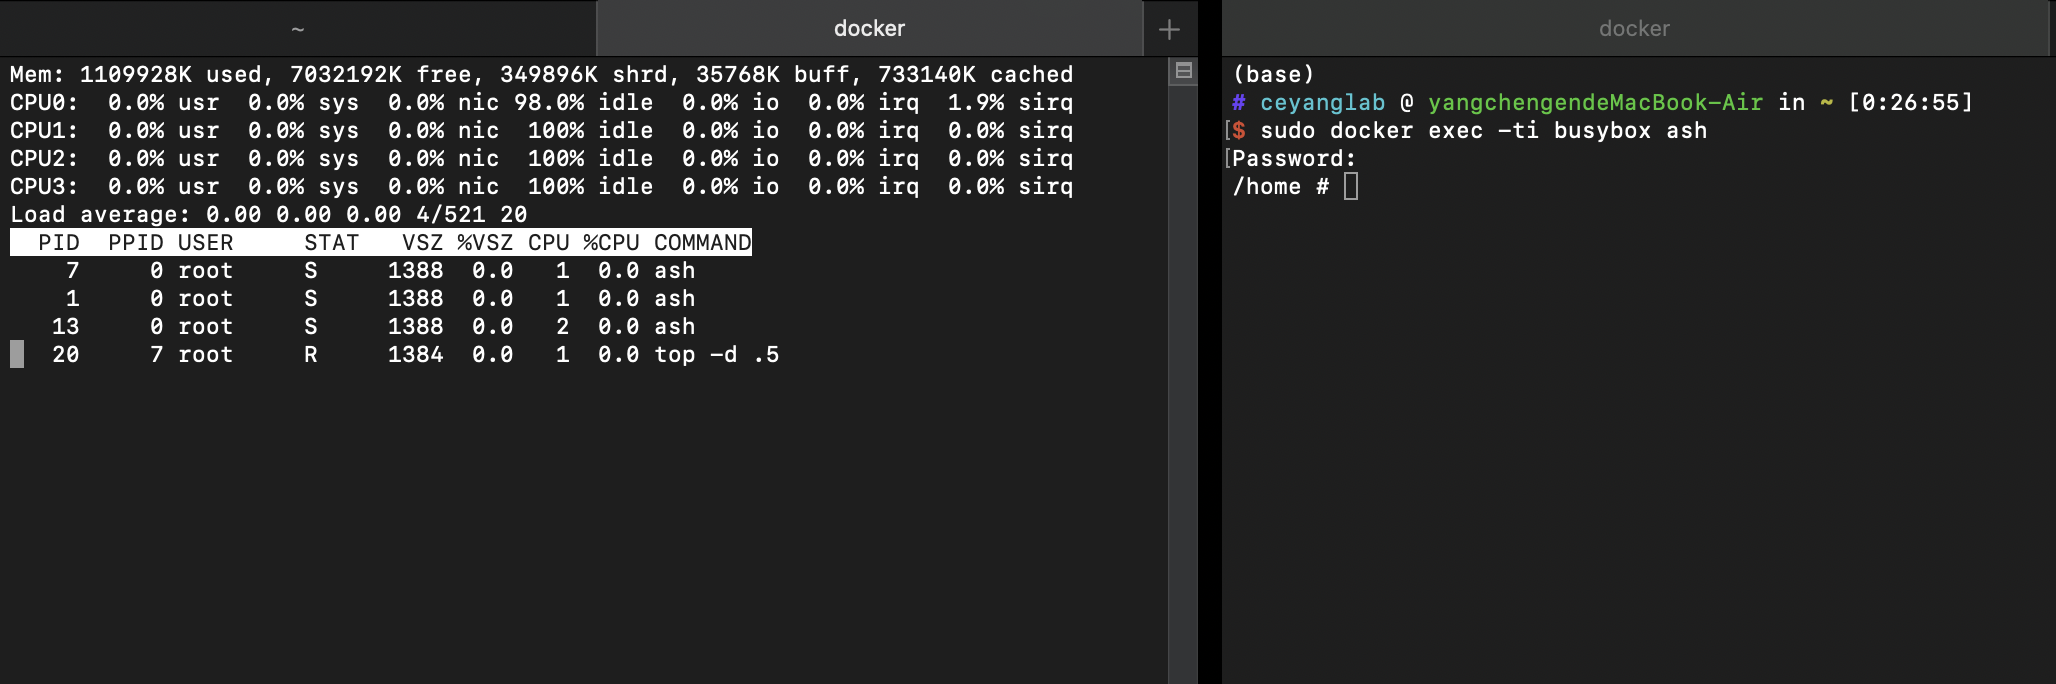 ~
docker
+
Mem: 1109928K used, 7032192K free, 349896K shrd, 35768K buff, 733140K cached
CPU0:  0.0% usr  0.0% sys  0.0% nic 98.0% idle  0.0% io  0.0% irq  1.9% sirq
CPU1:  0.0% usr  0.0% sys  0.0% nic  100% idle  0.0% io  0.0% irq  0.0% sirq
CPU2:  0.0% usr  0.0% sys  0.0% nic  100% idle  0.0% io  0.0% irq  0.0% sirq
CPU3:  0.0% usr  0.0% sys  0.0% nic  100% idle  0.0% io  0.0% irq  0.0% sirq
Load average: 0.00 0.00 0.00 4/521 20
  PID  PPID USER     STAT   VSZ %VSZ CPU %CPU COMMAND
    7     0 root     S     1388  0.0   1  0.0 ash
    1     0 root     S     1388  0.0   1  0.0 ash
   13     0 root     S     1388  0.0   2  0.0 ash
   20     7 root     R     1384  0.0   1  0.0 top -d .5
docker
(base)
# ceyanglab @ yangchengendeMacBook-Air in ~ [0:26:55]
[$ sudo docker exec -ti busybox ash
[Password:
/home #